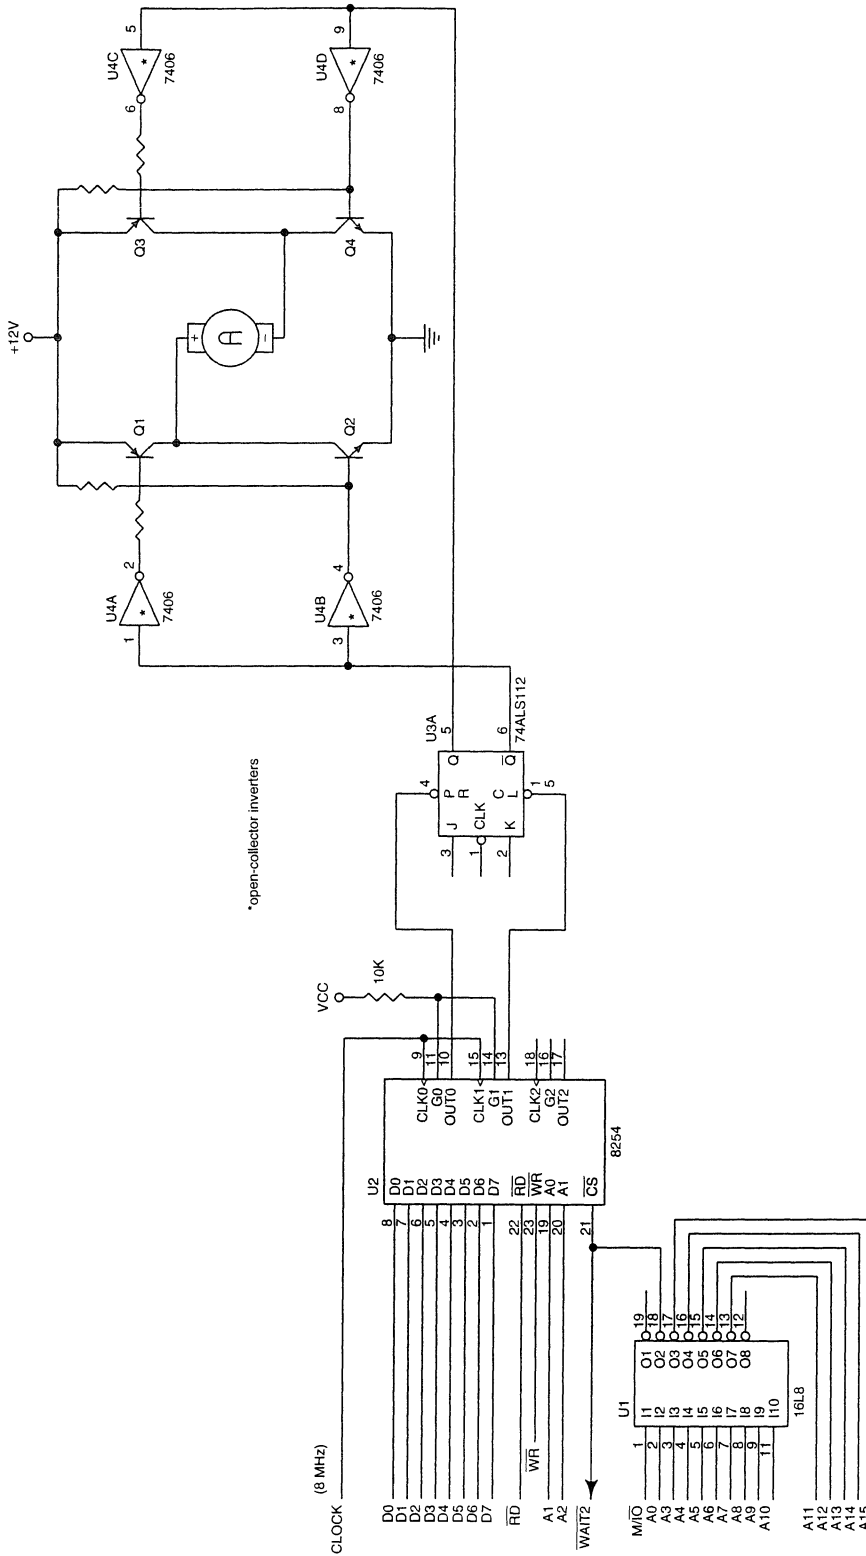 CLOCK (8 MHz)
D0
D1
D2
D3
D4
D5
D6
D7
RD
WR
A1
A2
WAIT2
M/IO
A0
A3
A4
A5
A6
A7
A8
A9
A10
A11
A12
A13
A14
A15
1
2
3
4
5
6
7
8
9
11
U1
I1
I2
I3
I4
I5
I6
I7
I8
I9
I10
O1
O2
O3
O4
O5
O6
O7
O8
19
18
17
16
15
14
13
12
16L8
8
7
6
5
4
3
2
1
22
23
19
20
21
U2
D0
D1
D2
D3
D4
D5
D6
D7
RD
WR
A0
A1
CS
CLK0
G0
OUT0
CLK1
G1
OUT1
CLK2
G2
OUT2
9
11
10
15
14
13
18
16
17
8254
VCC
10K
*open-collector inverters
3
1
2
4
1
5
J
CLK
K
PR
CL
Q
Q
U3A
5
6
74ALS112
1
U4A
*
7406
2
3
U4B
*
7406
4
Q1
Q2
+12V
+
−
Q3
Q4
6
U4C
*
7406
5
8
U4D
*
7406
9